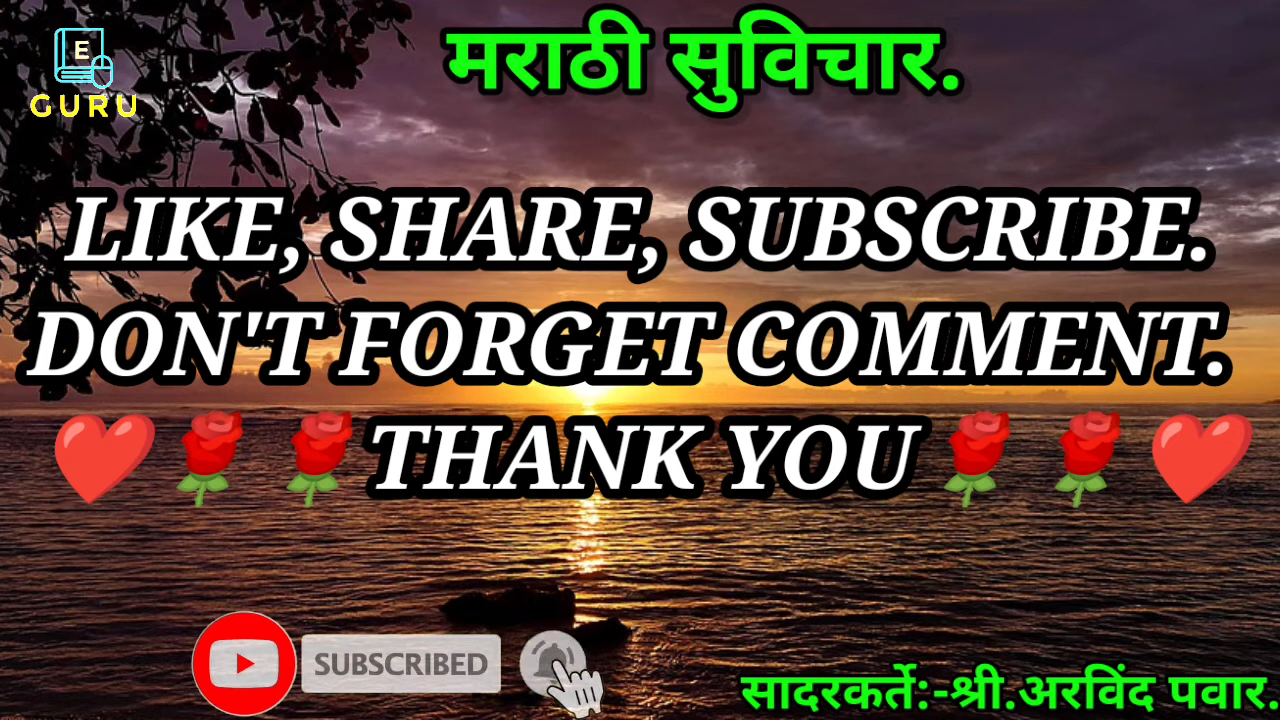 E
GURU
मराठी सुविचार.
LIKE, SHARE, SUBSCRIBE.
DON'T FORGET COMMENT.
❤️🌹🌹THANK YOU🌹🌹❤️
SUBSCRIBED
सादरकर्ते:-श्री.अरविंद पवार.